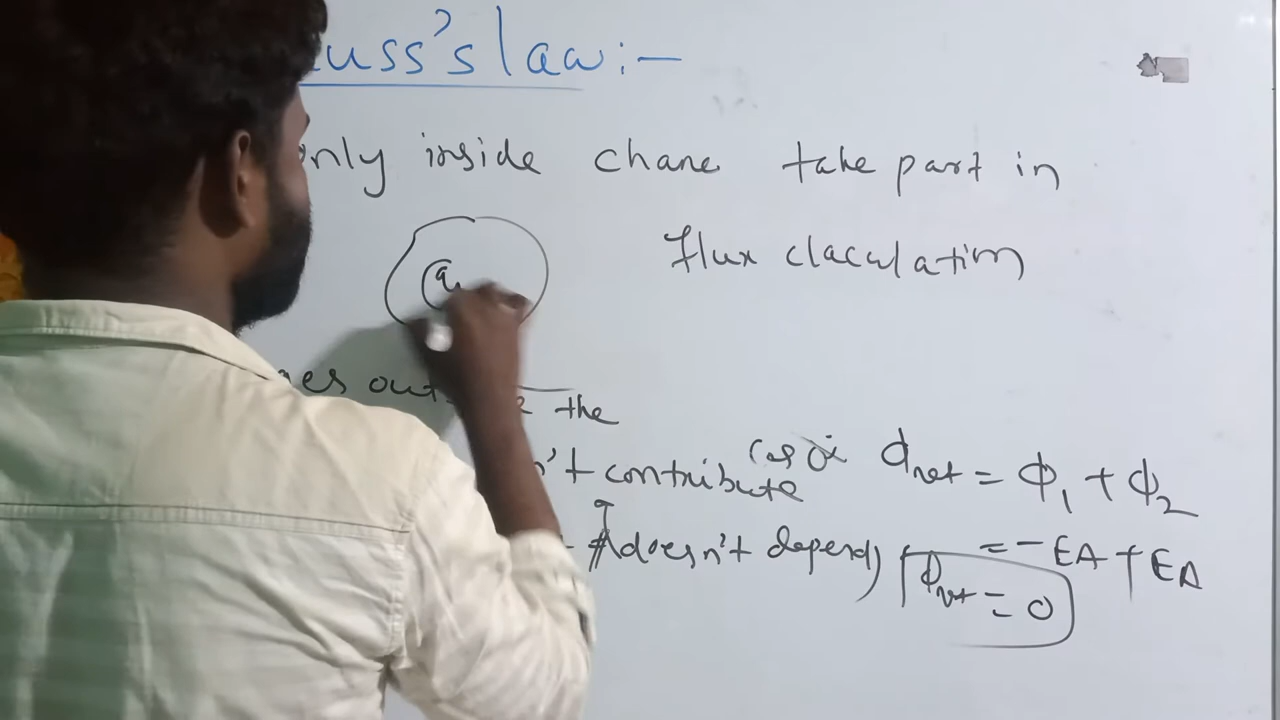 uss's law :-
only inside chane take part in
flux claculation
q
ges out the
n't contribute
doesn't depend
Φnet = Φ₁ + Φ₂
= -EA + EA
Φnet = 0